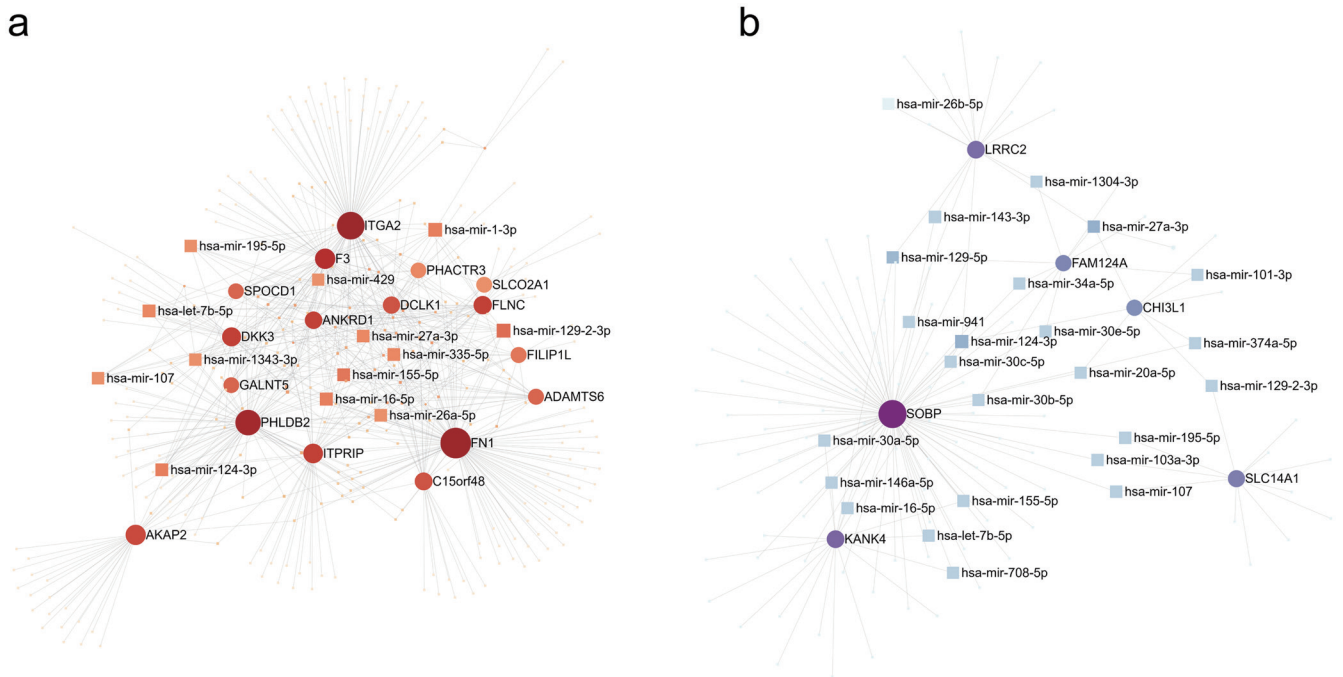 a
ITGA2
hsa-mir-1-3p
hsa-mir-195-5p
F3
PHACTR3
hsa-mir-429
SLCO2A1
SPOCD1
DCLK1
FLNC
hsa-let-7b-5p
ANKRD1
hsa-mir-129-2-3p
DKK3
hsa-mir-27a-3p
hsa-mir-335-5p
FILIP1L
hsa-mir-1343-3p
hsa-mir-107
hsa-mir-155-5p
GALNT5
ADAMTS6
hsa-mir-16-5p
hsa-mir-26a-5p
PHLDB2
FN1
ITPRIP
hsa-mir-124-3p
C15orf48
AKAP2
b
hsa-mir-26b-5p
LRRC2
hsa-mir-1304-3p
hsa-mir-143-3p
hsa-mir-27a-3p
hsa-mir-129-5p
FAM124A
hsa-mir-101-3p
hsa-mir-34a-5p
CHI3L1
hsa-mir-941
hsa-mir-30e-5p
hsa-mir-124-3p
hsa-mir-374a-5p
hsa-mir-30c-5p
hsa-mir-20a-5p
hsa-mir-129-2-3p
hsa-mir-30b-5p
SOBP
hsa-mir-30a-5p
hsa-mir-195-5p
hsa-mir-103a-3p
SLC14A1
hsa-mir-146a-5p
hsa-mir-107
hsa-mir-155-5p
hsa-mir-16-5p
hsa-let-7b-5p
KANK4
hsa-mir-708-5p